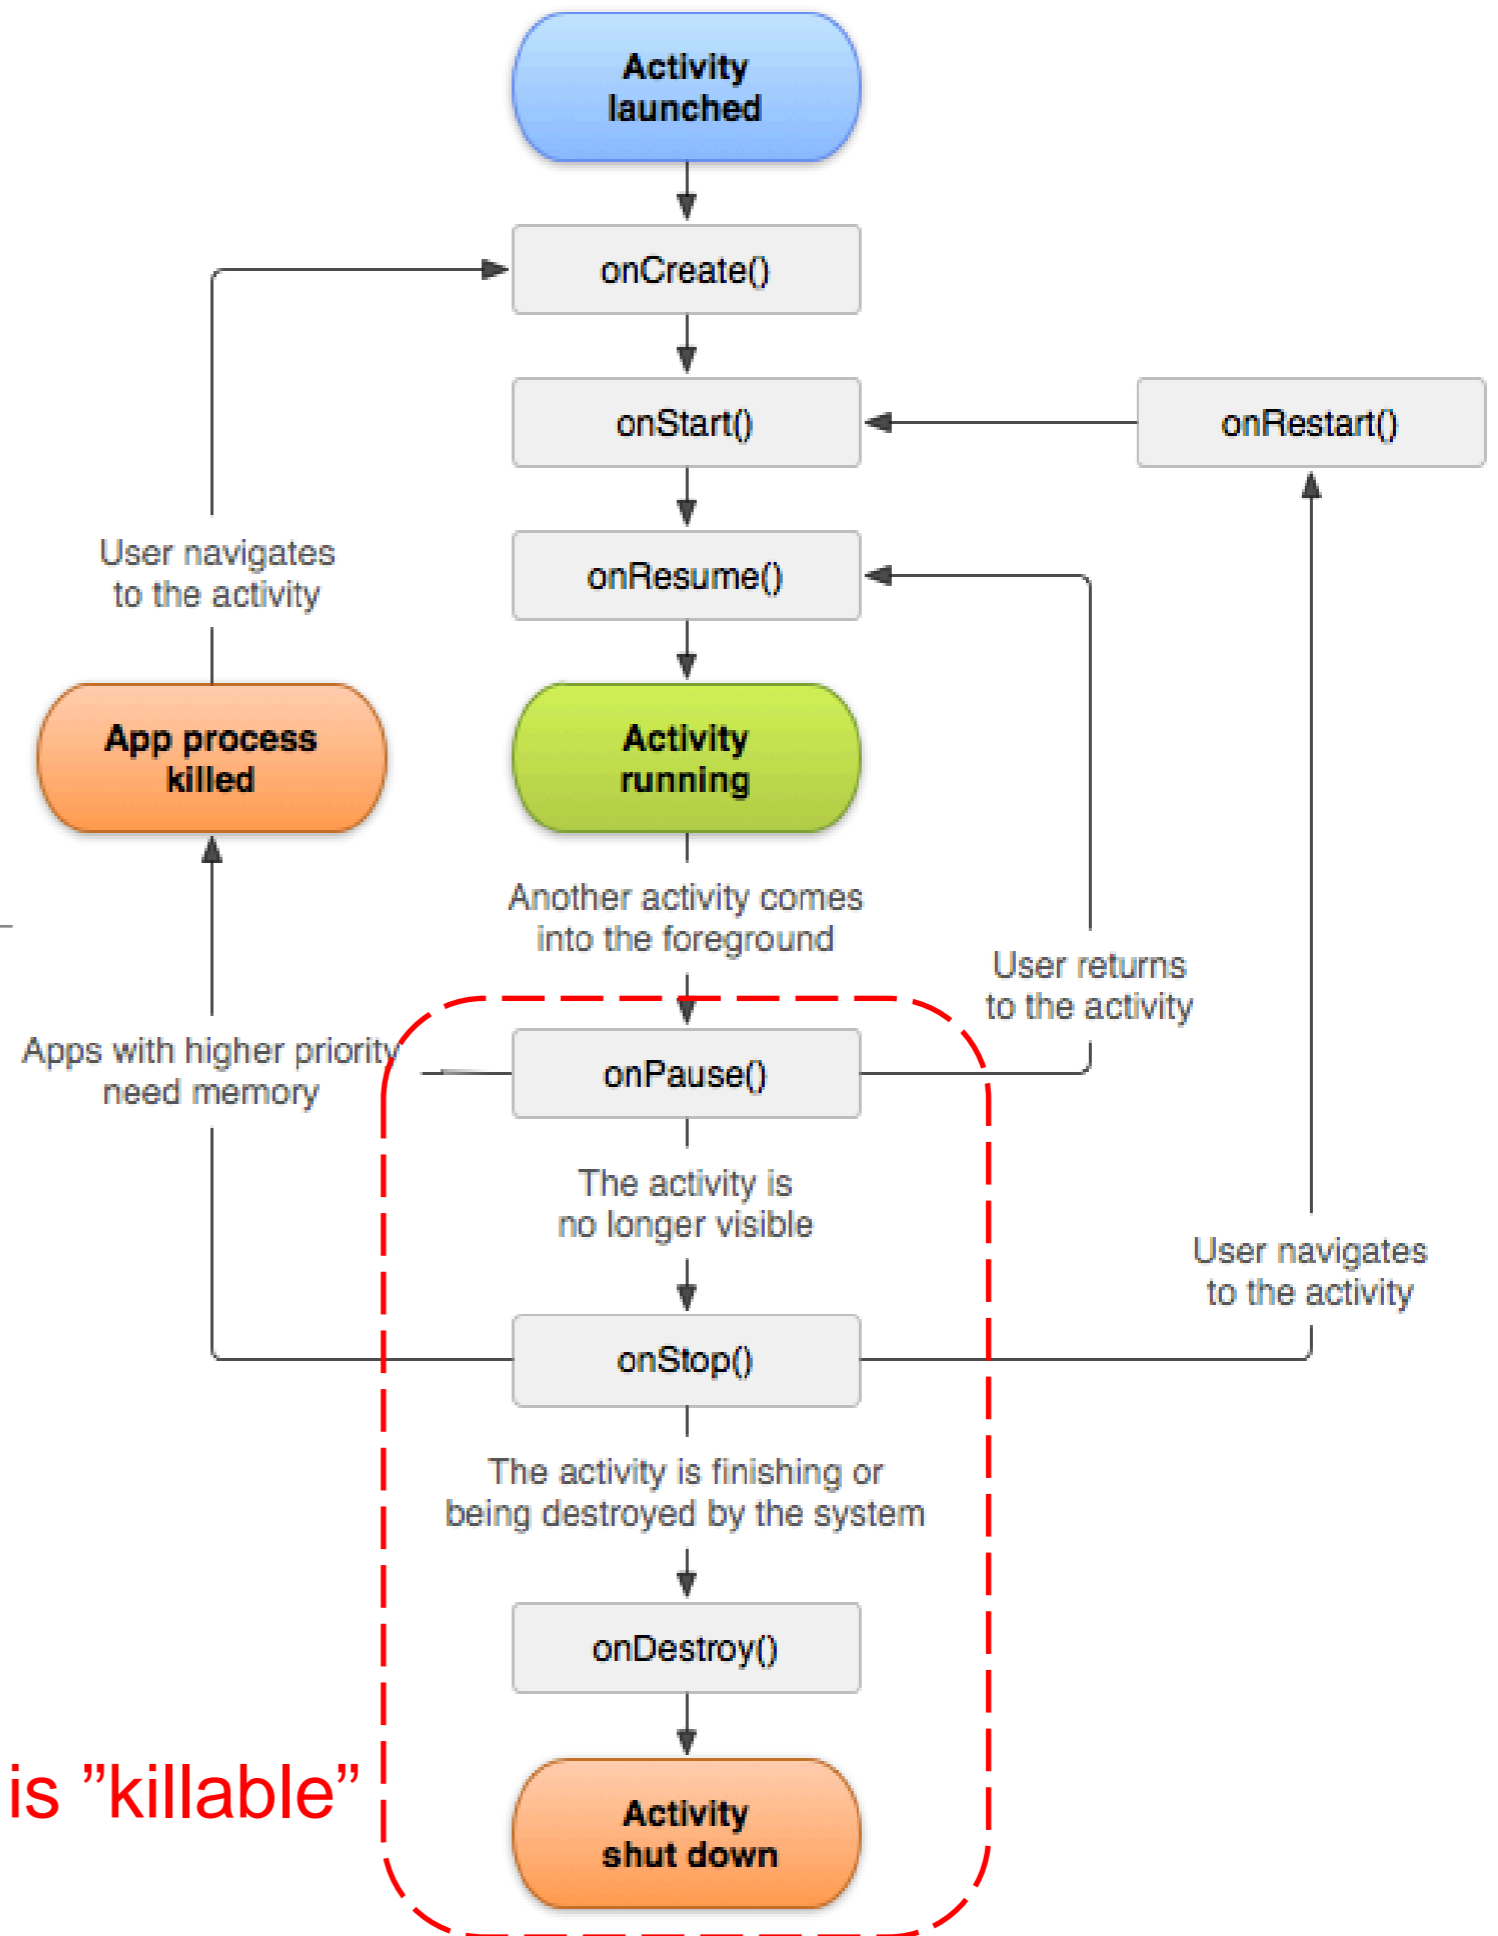 Activity
launched
onCreate()
onStart()
onRestart()
User navigates
to the activity
onResume()
App process
killed
Activity
running
Another activity comes
into the foreground
User returns
to the activity
Apps with higher priority
need memory
onPause()
The activity is
no longer visible
User navigates
to the activity
onStop()
The activity is finishing or
being destroyed by the system
onDestroy()
is ”killable”
Activity
shut down